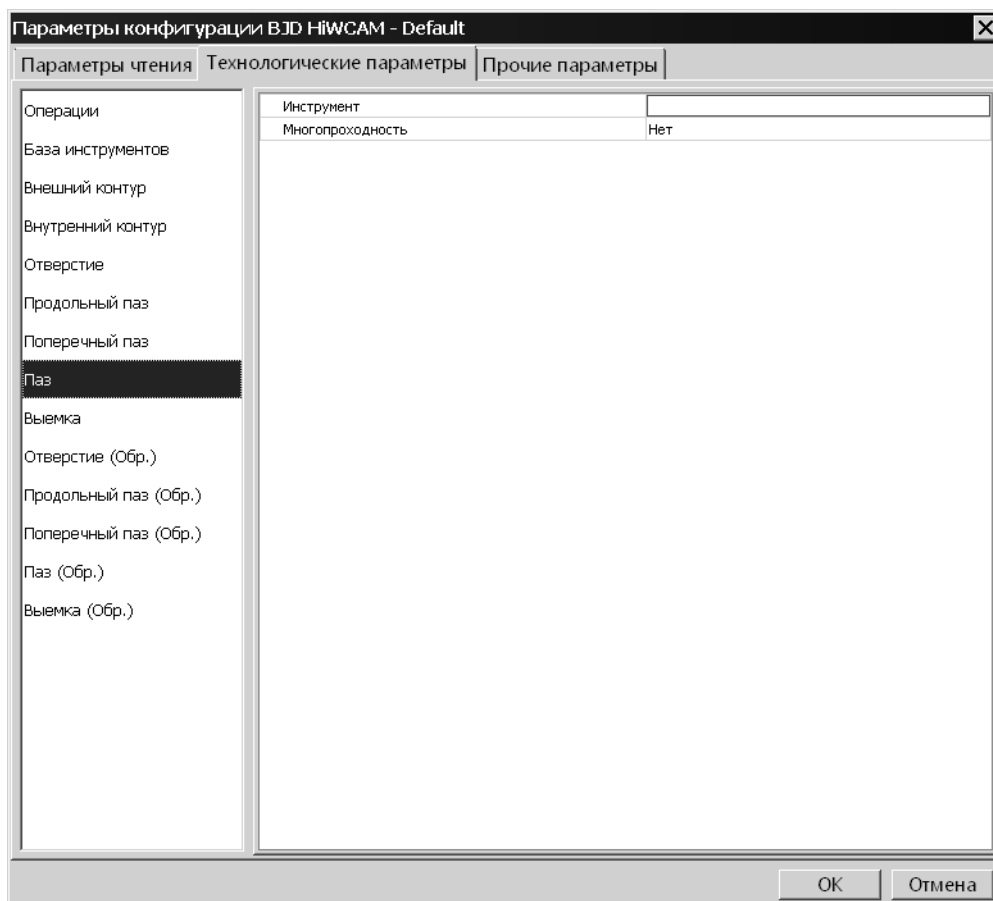 Параметры конфигурации BJD HiWCAM - Default
Параметры чтения Технологические параметры Прочие параметры
Операции
База инструментов
Внешний контур
Внутренний контур
Отверстие
Продольный паз
Поперечный паз
Паз
Выемка
Отверстие (Обр.)
Продольный паз (Обр.)
Поперечный паз (Обр.)
Паз (Обр.)
Выемка (Обр.)
Инструмент
Многопроходность Нет
OK Отмена